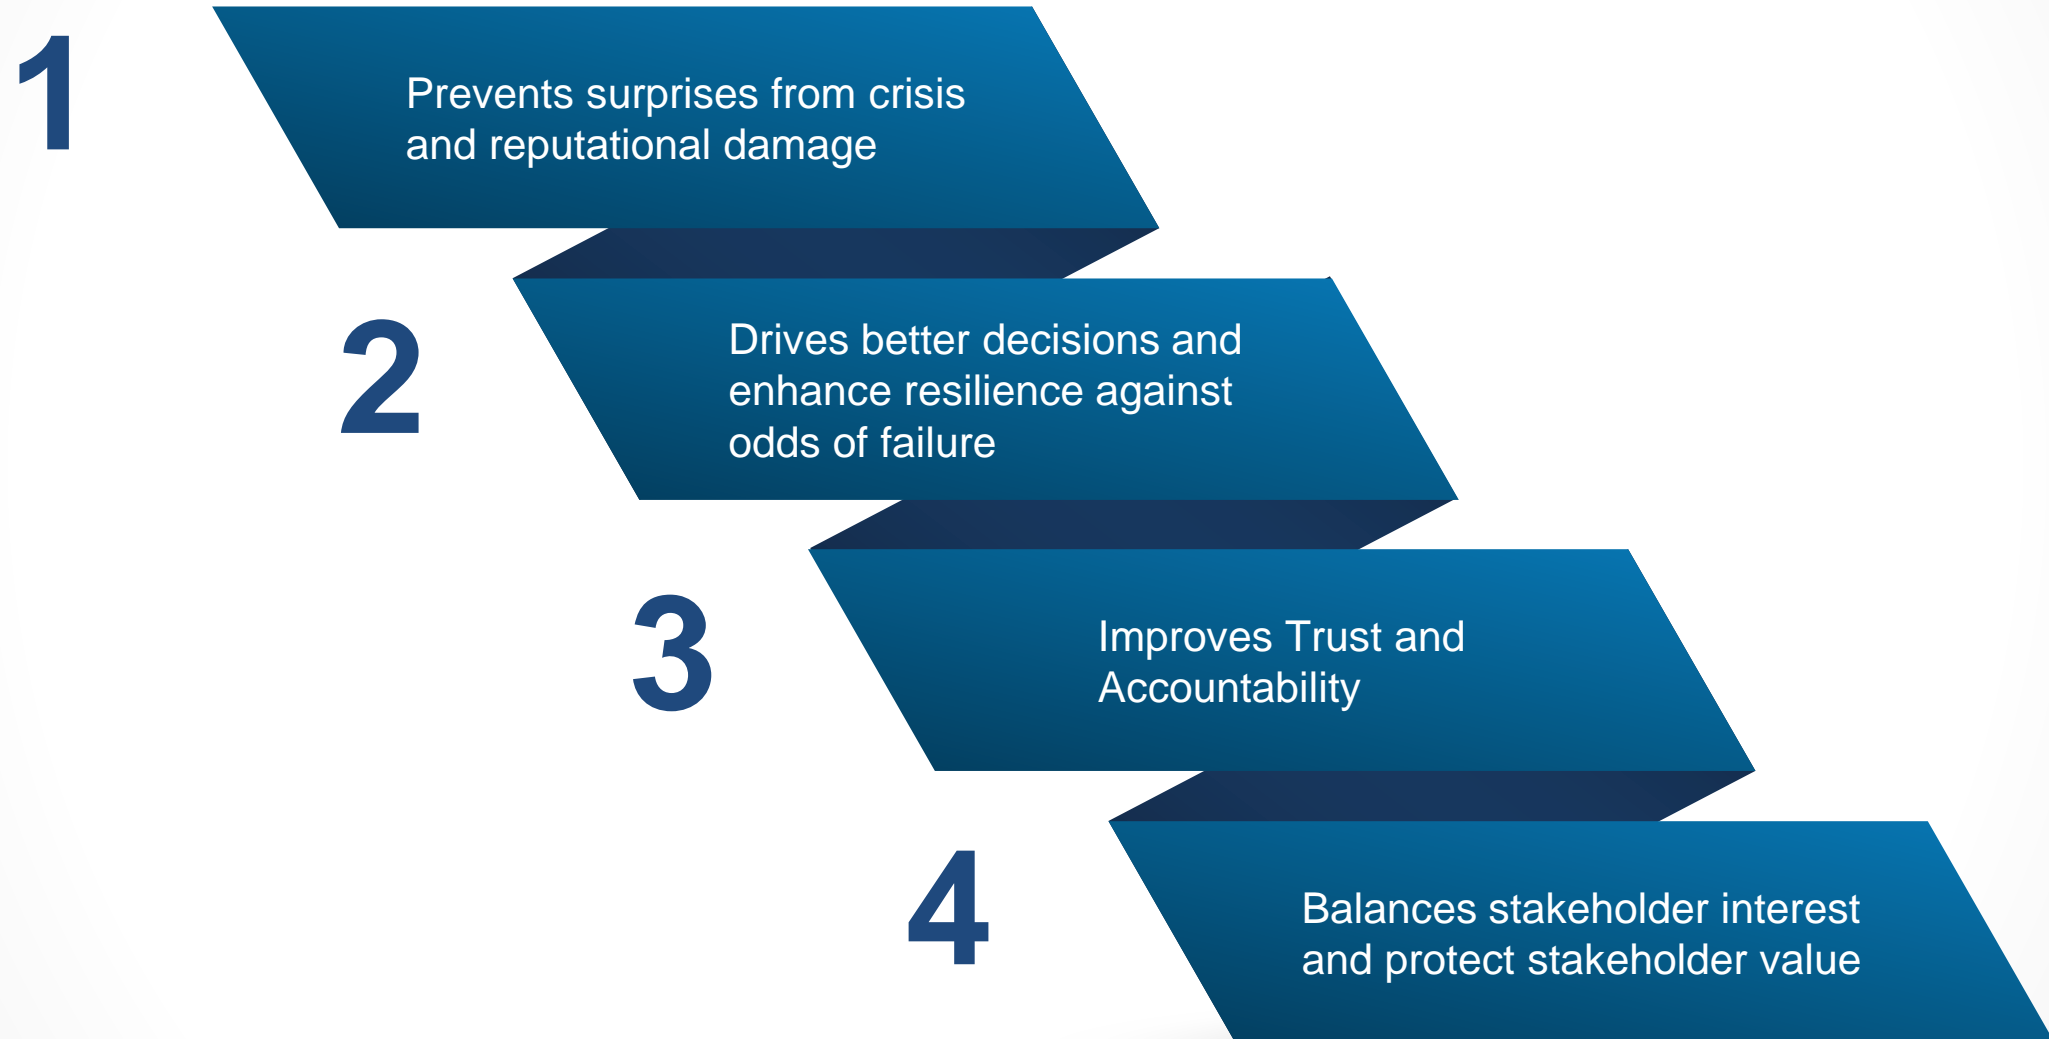 1
Prevents surprises from crisis
and reputational damage
2
Drives better decisions and
enhance resilience against
odds of failure
3
Improves Trust and
Accountability
4
Balances stakeholder interest
and protect stakeholder value